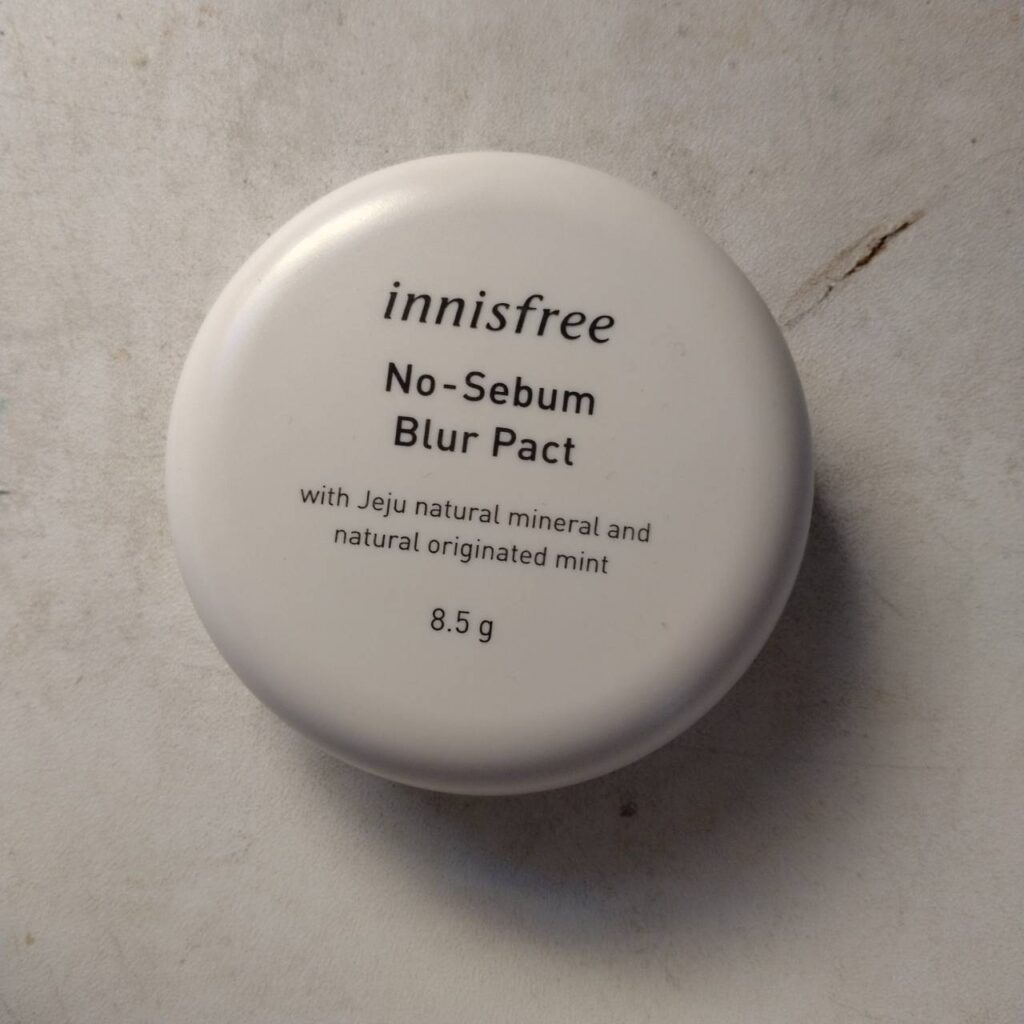 innisfree
No-Sebum
Blur Pact
with Jeju natural mineral and
natural originated mint
8.5 g